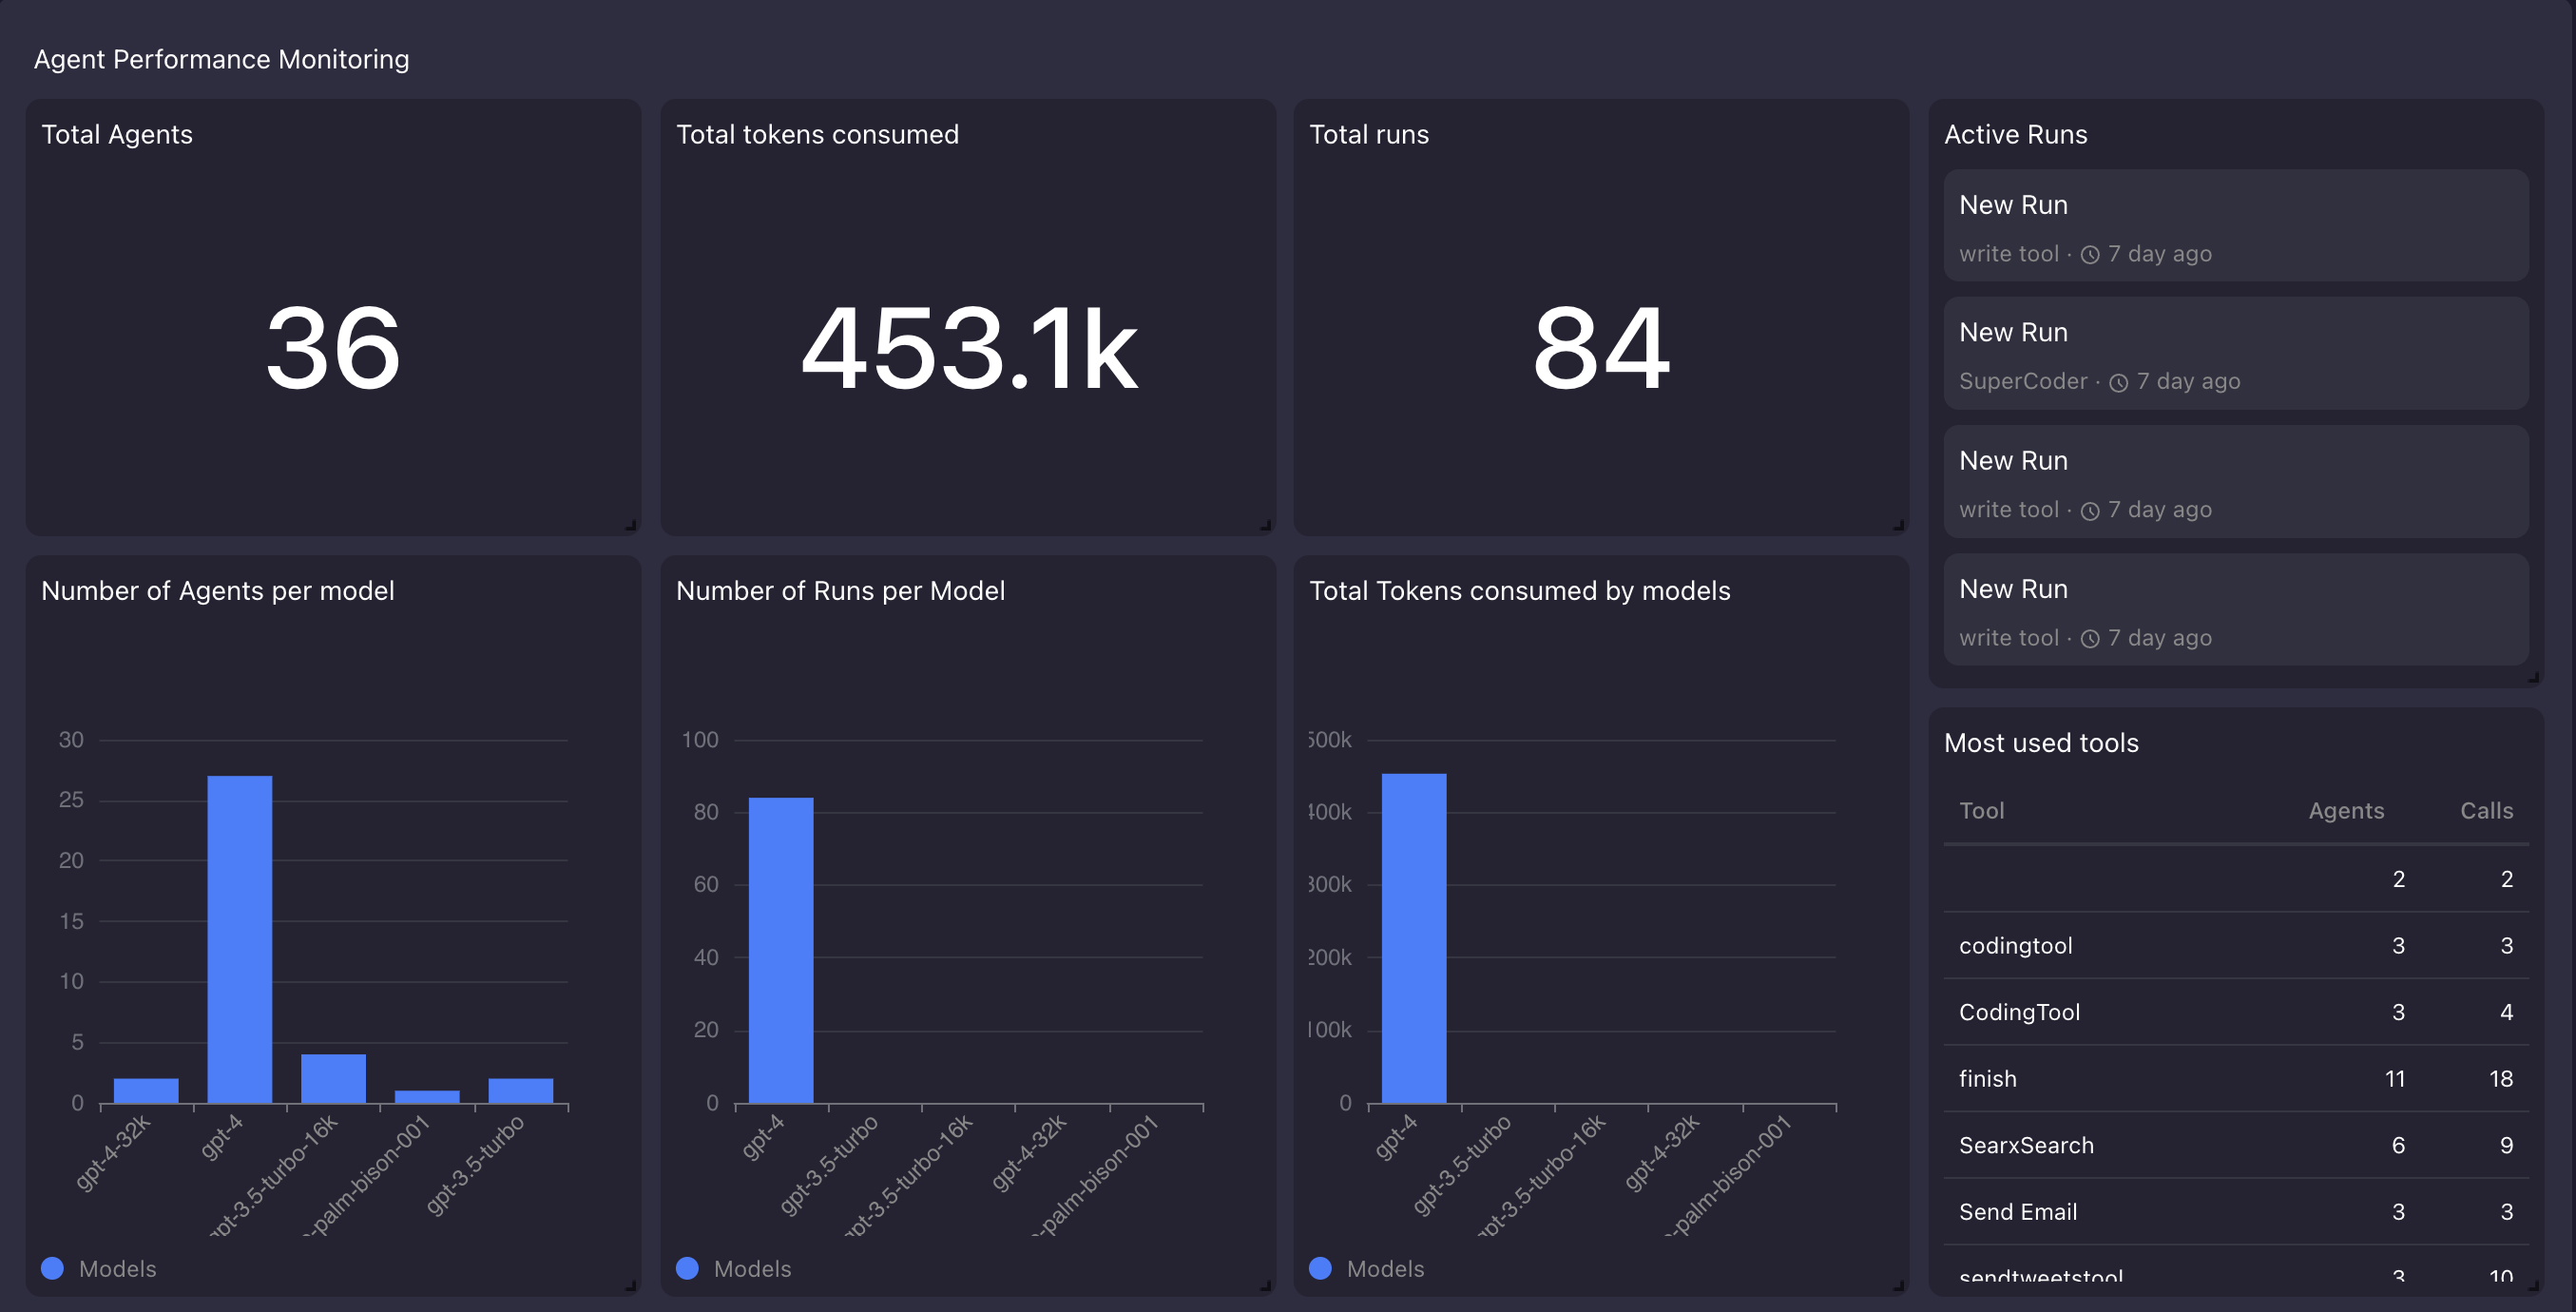 Agent Performance Monitoring
Total Agents
36
Total tokens consumed
453.1k
Total runs
84
Active Runs
New Run
write tool · 7 day ago
New Run
SuperCoder · 7 day ago
New Run
write tool · 7 day ago
New Run
write tool · 7 day ago
Number of Agents per model
30
25
20
15
10
5
0
gpt-4-32k
gpt-4
gpt-3.5-turbo-16k
-palm-bison-001
gpt-3.5-turbo
Models
Number of Runs per Model
100
80
60
40
20
0
gpt-4
gpt-3.5-turbo
gpt-3.5-turbo-16k
gpt-4-32k
-palm-bison-001
Models
Total Tokens consumed by models
500k
400k
300k
200k
100k
0
gpt-4
gpt-3.5-turbo
gpt-3.5-turbo-16k
gpt-4-32k
-palm-bison-001
Models
Most used tools
Tool Agents Calls
2 2
codingtool 3 3
CodingTool 3 4
finish 11 18
SearxSearch 6 9
Send Email 3 3
sendtweetstool 3 10